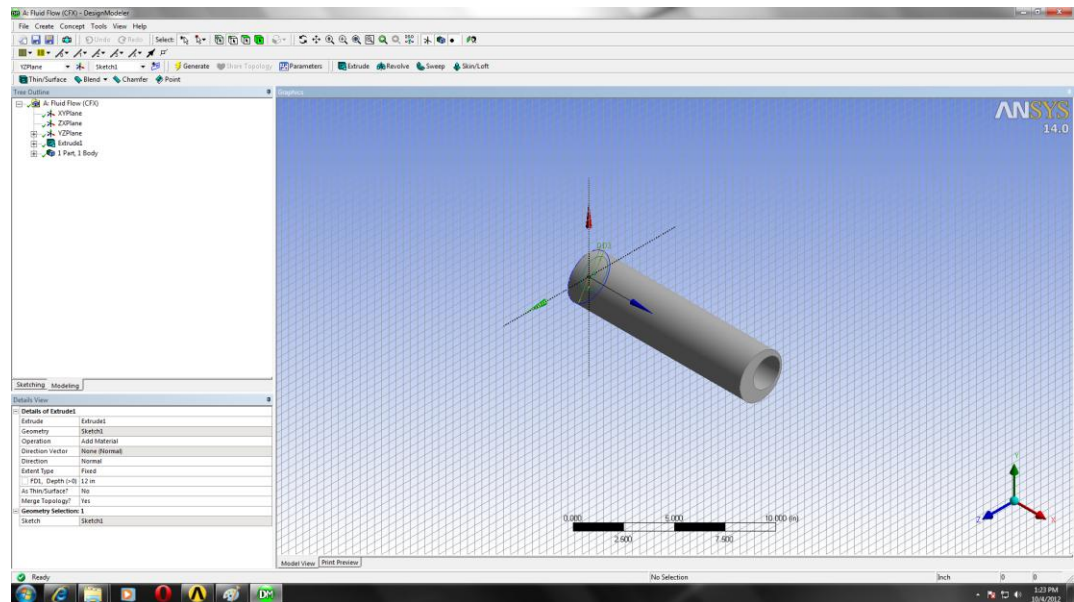 A: Fluid Flow (CFX) - DesignModeler
File Create Concept Tools View Help
Undo Redo Select:
YZPlane Sketch1 Generate Share Topology Parameters Extrude Revolve Sweep Skin/Loft
Thin/Surface Blend Chamfer Point
Tree Outline
A: Fluid Flow (CFX)
XYPlane
ZXPlane
YZPlane
Extrude1
1 Part, 1 Body
Sketching Modeling
Details View
Details of Extrude1
Extrude Extrude1
Geometry Sketch1
Operation Add Material
Direction Vector None (Normal)
Direction Normal
Extent Type Fixed
FD1, Depth (>0) 12 in
As Thin/Surface? No
Merge Topology? Yes
Geometry Selection: 1
Sketch Sketch1
Graphics
ANSYS
14.0
0.000 5.000 10.000 (in)
2.500 7.500
Y
Z X
Model View Print Preview
Ready No Selection Inch 0 0
DM 1:23 PM
10/4/2012